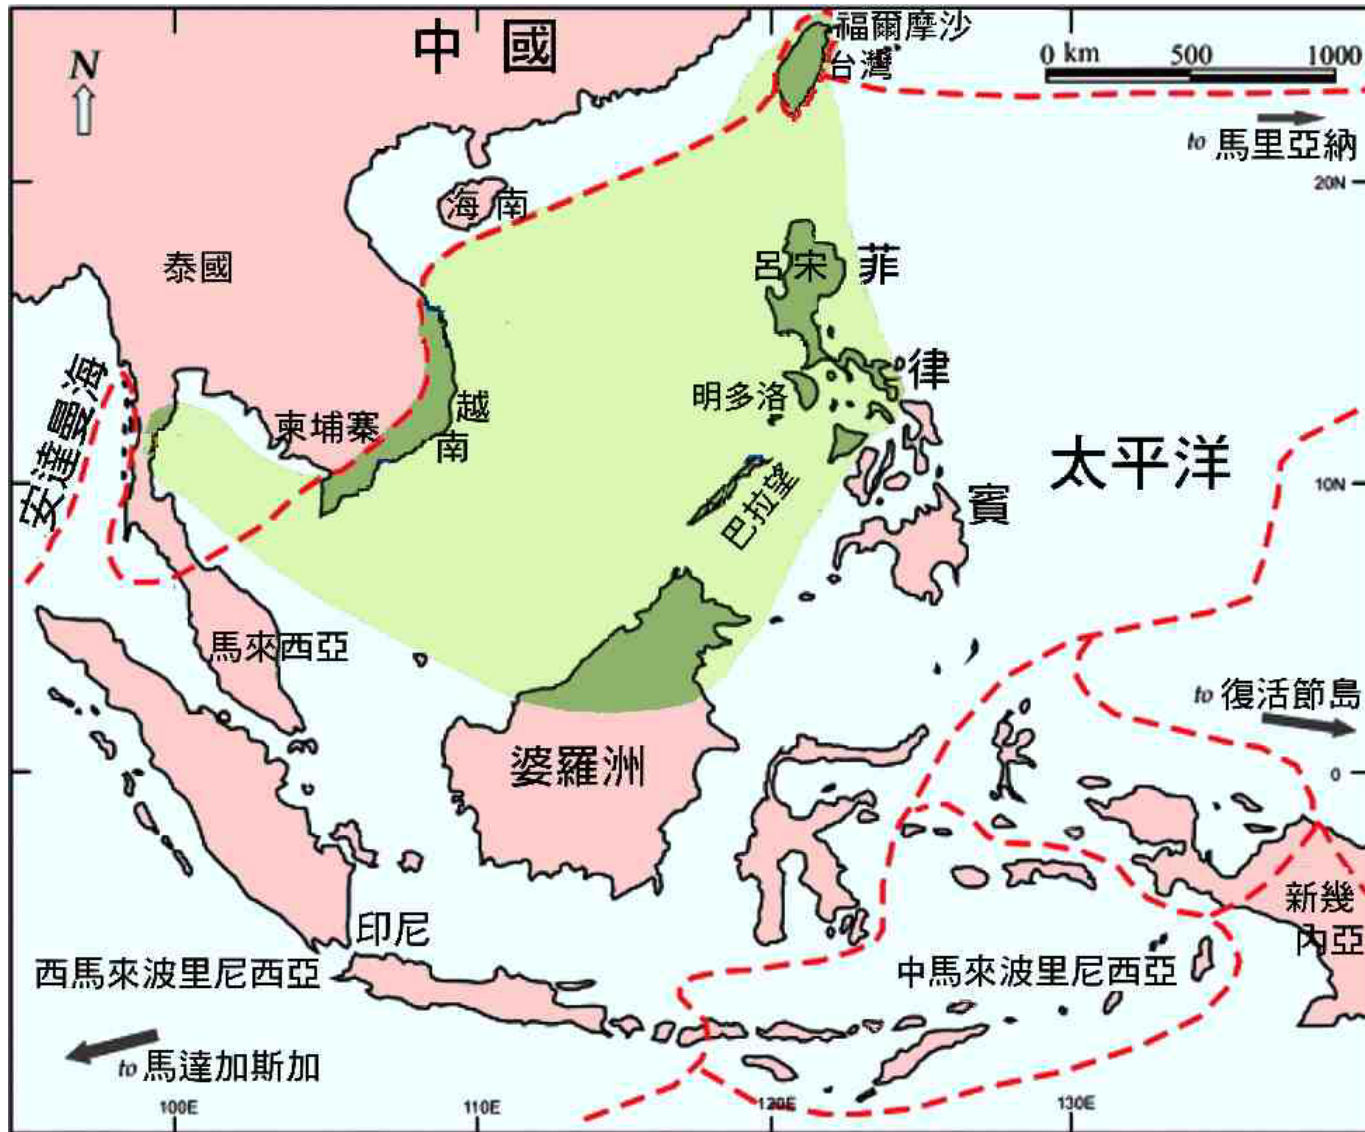 中國
福爾摩沙
台灣
N
0 km 500 1000
to 馬里亞納
20N
海南
泰國
呂宋
菲律賓
安達曼海
柬埔寨
越南
明多洛
巴拉望
太平洋
10N
馬來西亞
to 復活節島
婆羅洲
0
印尼
新幾內亞
西馬來波里尼西亞
中馬來波里尼西亞
to 馬達加斯加
100E 110E 120E 130E